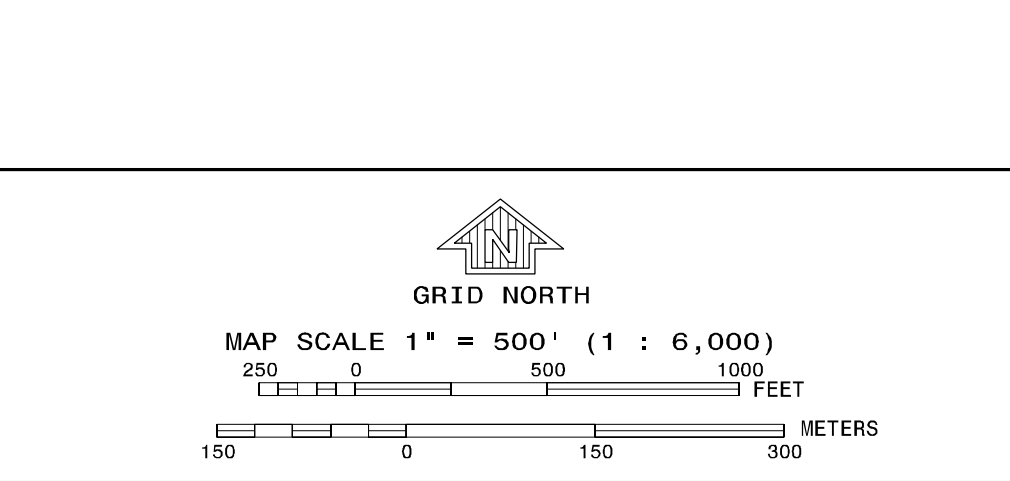 N
GRID NORTH
MAP SCALE 1" = 500' (1 : 6,000)
250 0 500 1000
FEET
METERS
150 0 150 300